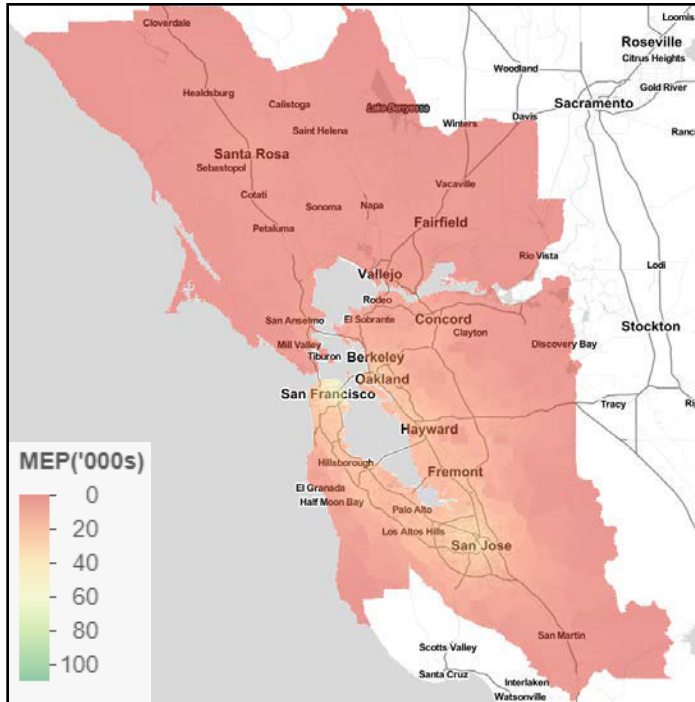 Cloverdale
Loomis
Roseville
Citrus Heights
Woodland
Gold River
Healdsburg
Calistoga
Lake Berryessa
Sacramento
Saint Helena
Winters
Davis
Ranc
Santa Rosa
Sebastopol
Vacaville
Cotati
Sonoma
Napa
Petaluma
Fairfield
Rio Vista
Lodi
Vallejo
Rodeo
San Anselmo
El Sobrante
Concord
Clayton
Stockton
Mill Valley
Tiburon
Berkeley
Discovery Bay
Oakland
San Francisco
Tracy
Ri
Hayward
MEP('000s)
Hillsborough
Fremont
El Granada
Half Moon Bay
Palo Alto
Los Altos Hills
San Jose
0
20
40
60
80
100
San Martin
Scotts Valley
Santa Cruz
Interlaken
Watsonville